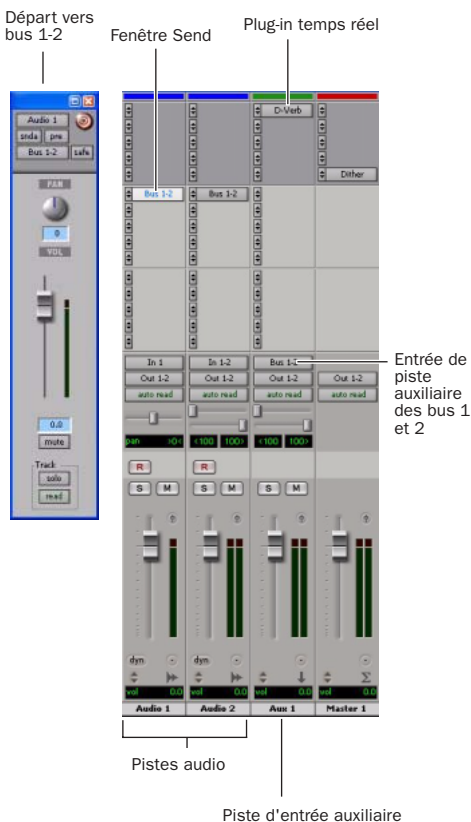 Départ vers
bus 1-2
Fenêtre Send
Plug-in temps réel
Audio 1
snda pre
Bus 1-2 safe
PAN
0
VOL
0.0
mute
Track
solo
read
D-Verb
Dither
Bus 1-2 Bus 1-2
In 1 In 1-2 Bus 1-2
Out 1-2 Out 1-2 Out 1-2 Out 1-2
auto read auto read auto read auto read
pan >0< <100 100> <100 100>
R R
S M S M S M
dyn dyn
vol 0.0 vol 0.0 vol 0.0 vol 0.0
Audio 1 Audio 2 Aux 1 Master 1
Entrée de
piste
auxiliaire
des bus 1
et 2
Pistes audio
Piste d'entrée auxiliaire